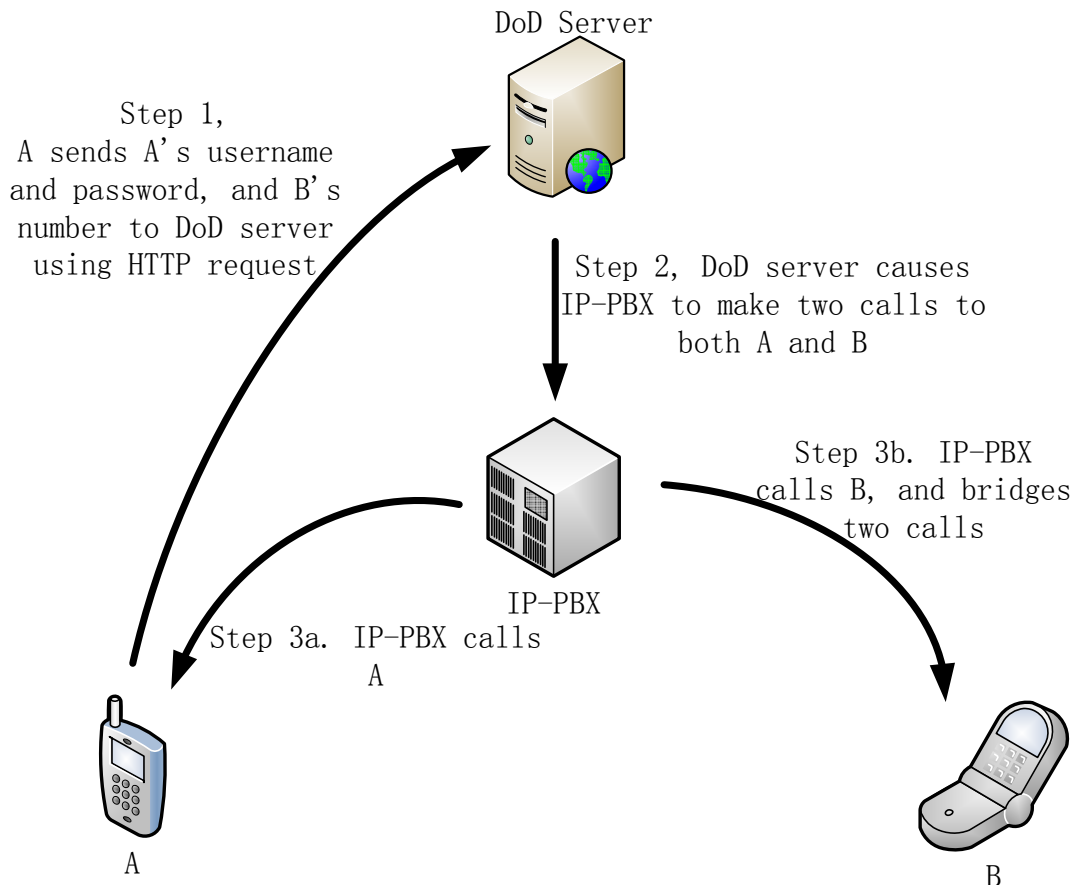 DoD Server
Step 1,
A sends A's username
and password, and B's
number to DoD server
using HTTP request
Step 2, DoD server causes
IP-PBX to make two calls to
both A and B
Step 3b. IP-PBX
calls B, and bridges
two calls
IP-PBX
Step 3a. IP-PBX calls
A
A
B